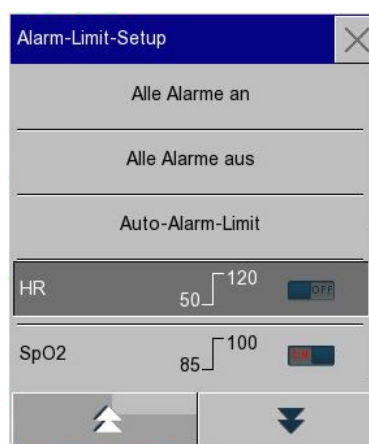 Alarm-Limit-Setup
Alle Alarme an
Alle Alarme aus
Auto-Alarm-Limit
HR 50 120 OFF
SpO2 85 100